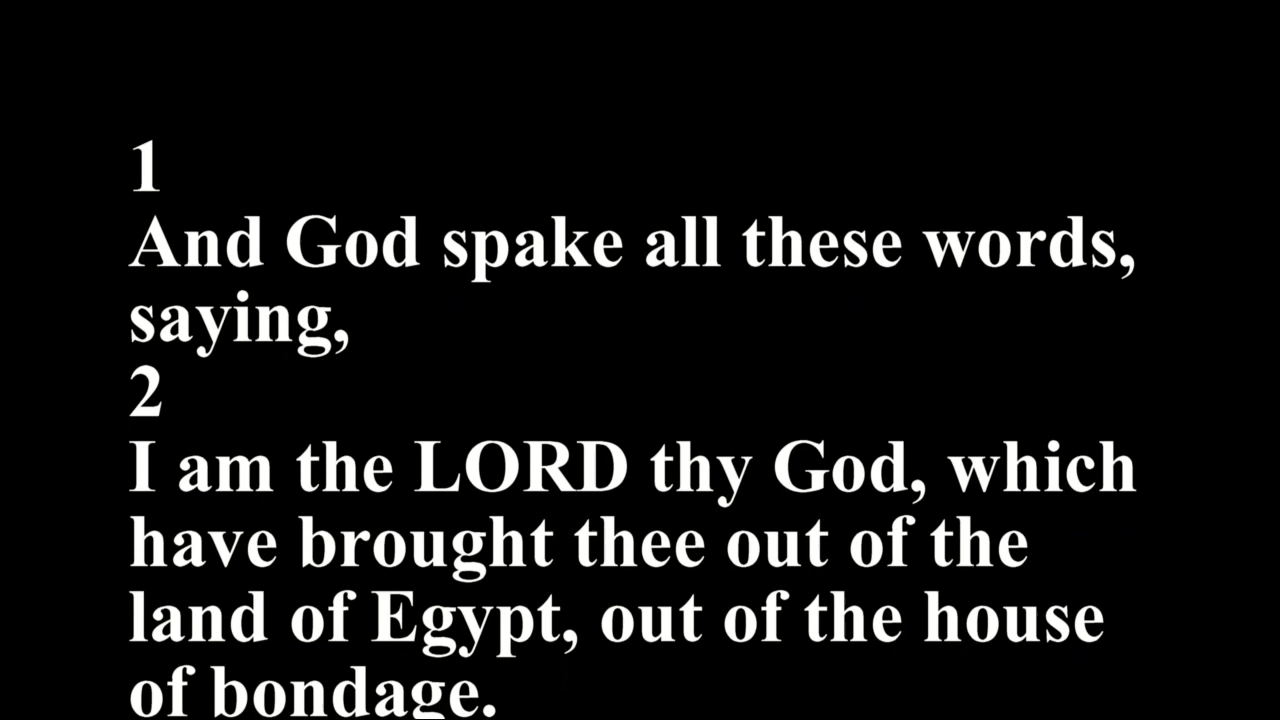 1
And God spake all these words,
saying,
2
I am the LORD thy God, which
have brought thee out of the
land of Egypt, out of the house
of bondage.